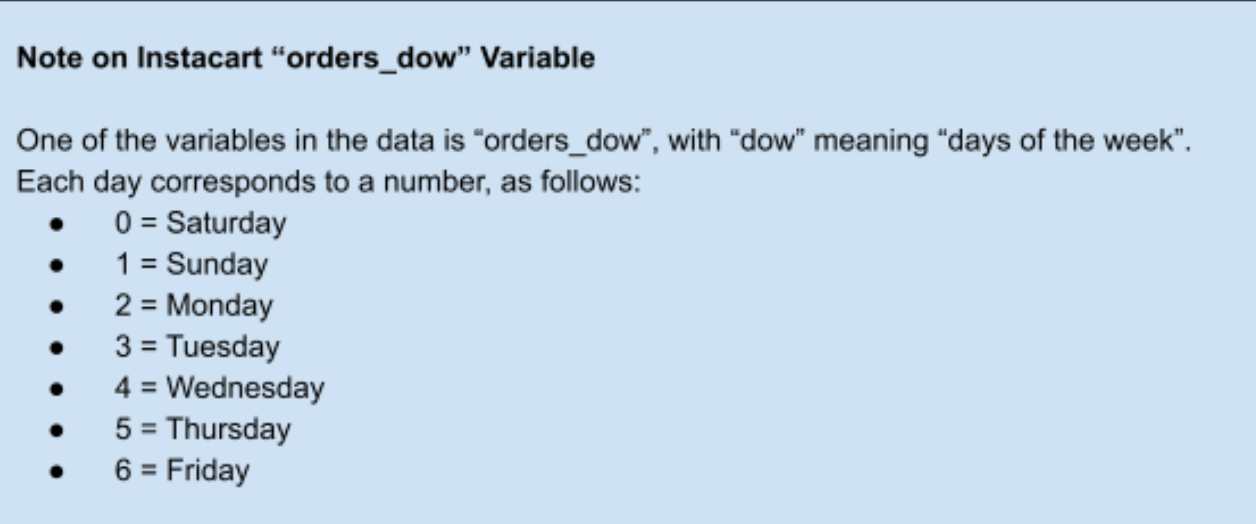 Note on Instacart “orders_dow” Variable
One of the variables in the data is “orders_dow”, with “dow” meaning “days of the week”.
Each day corresponds to a number, as follows:
● 0 = Saturday
● 1 = Sunday
● 2 = Monday
● 3 = Tuesday
● 4 = Wednesday
● 5 = Thursday
● 6 = Friday